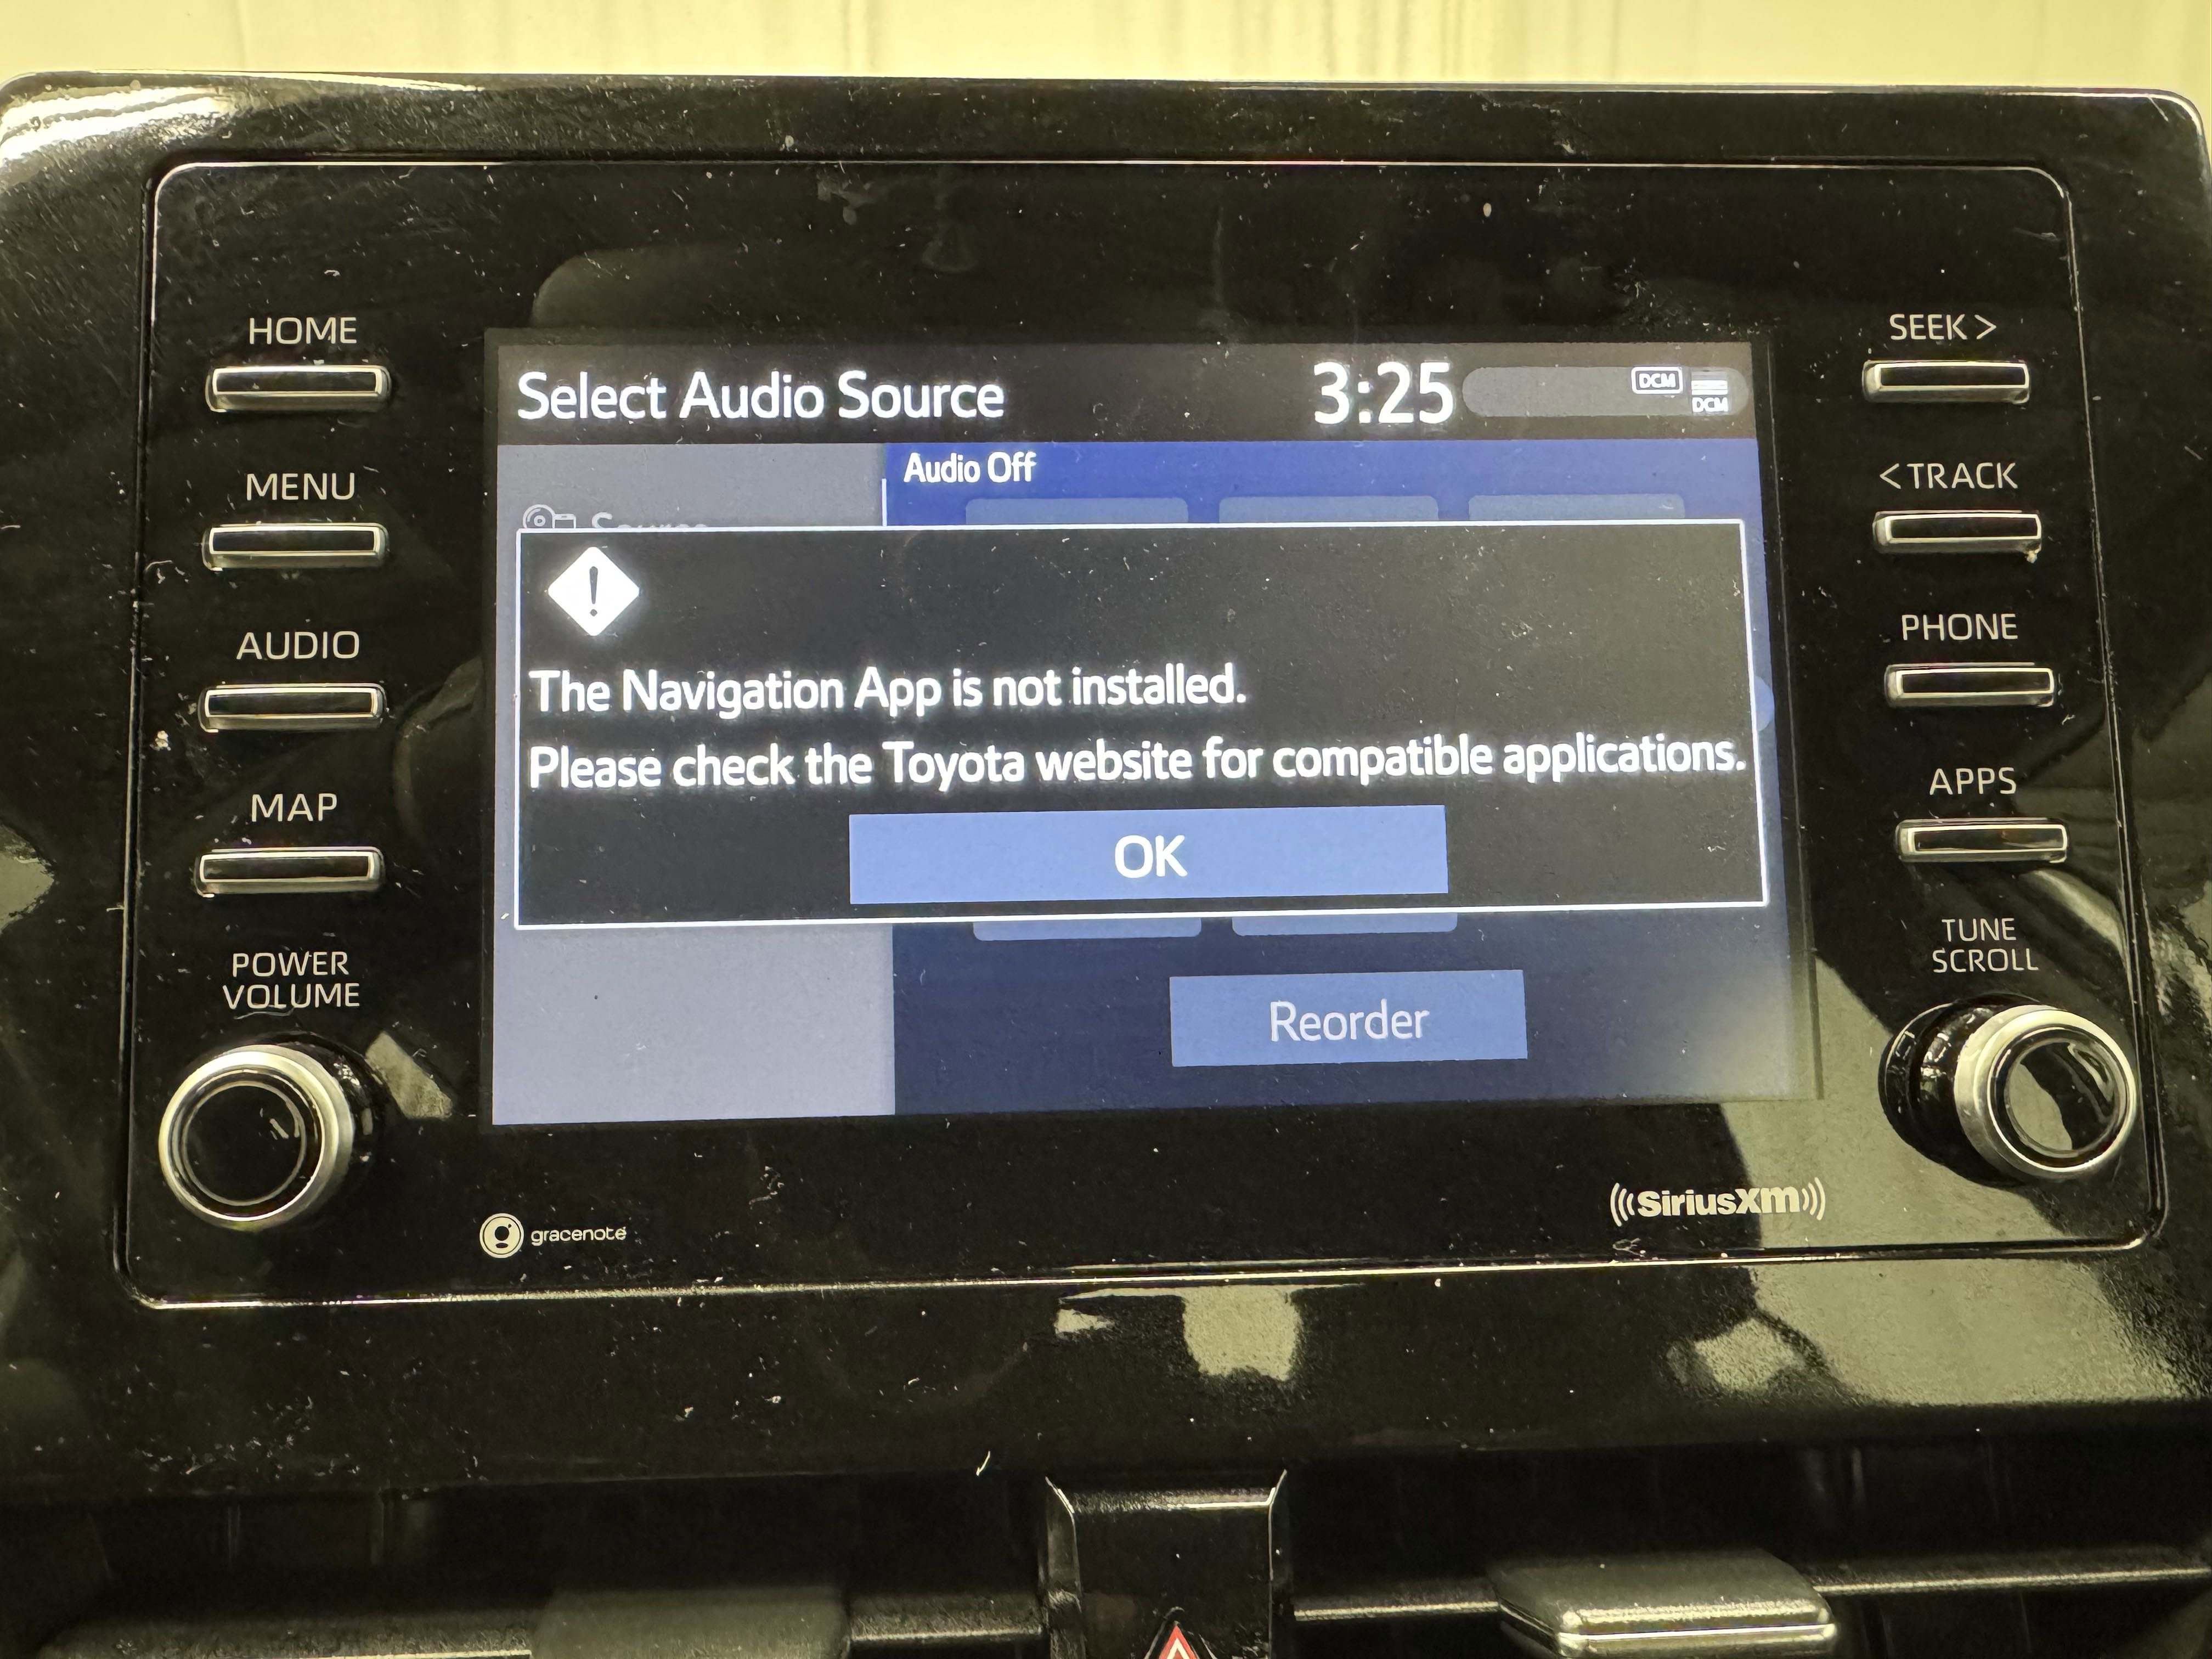 HOME
MENU
AUDIO
MAP
POWER
VOLUME
Select Audio Source 3:25 DCM
DCM
Audio Off
Source
!
The Navigation App is not installed.
Please check the Toyota website for compatible applications.
OK
Reorder
SEEK >
< TRACK
PHONE
APPS
TUNE
SCROLL
gracenote
((SiriusXM))